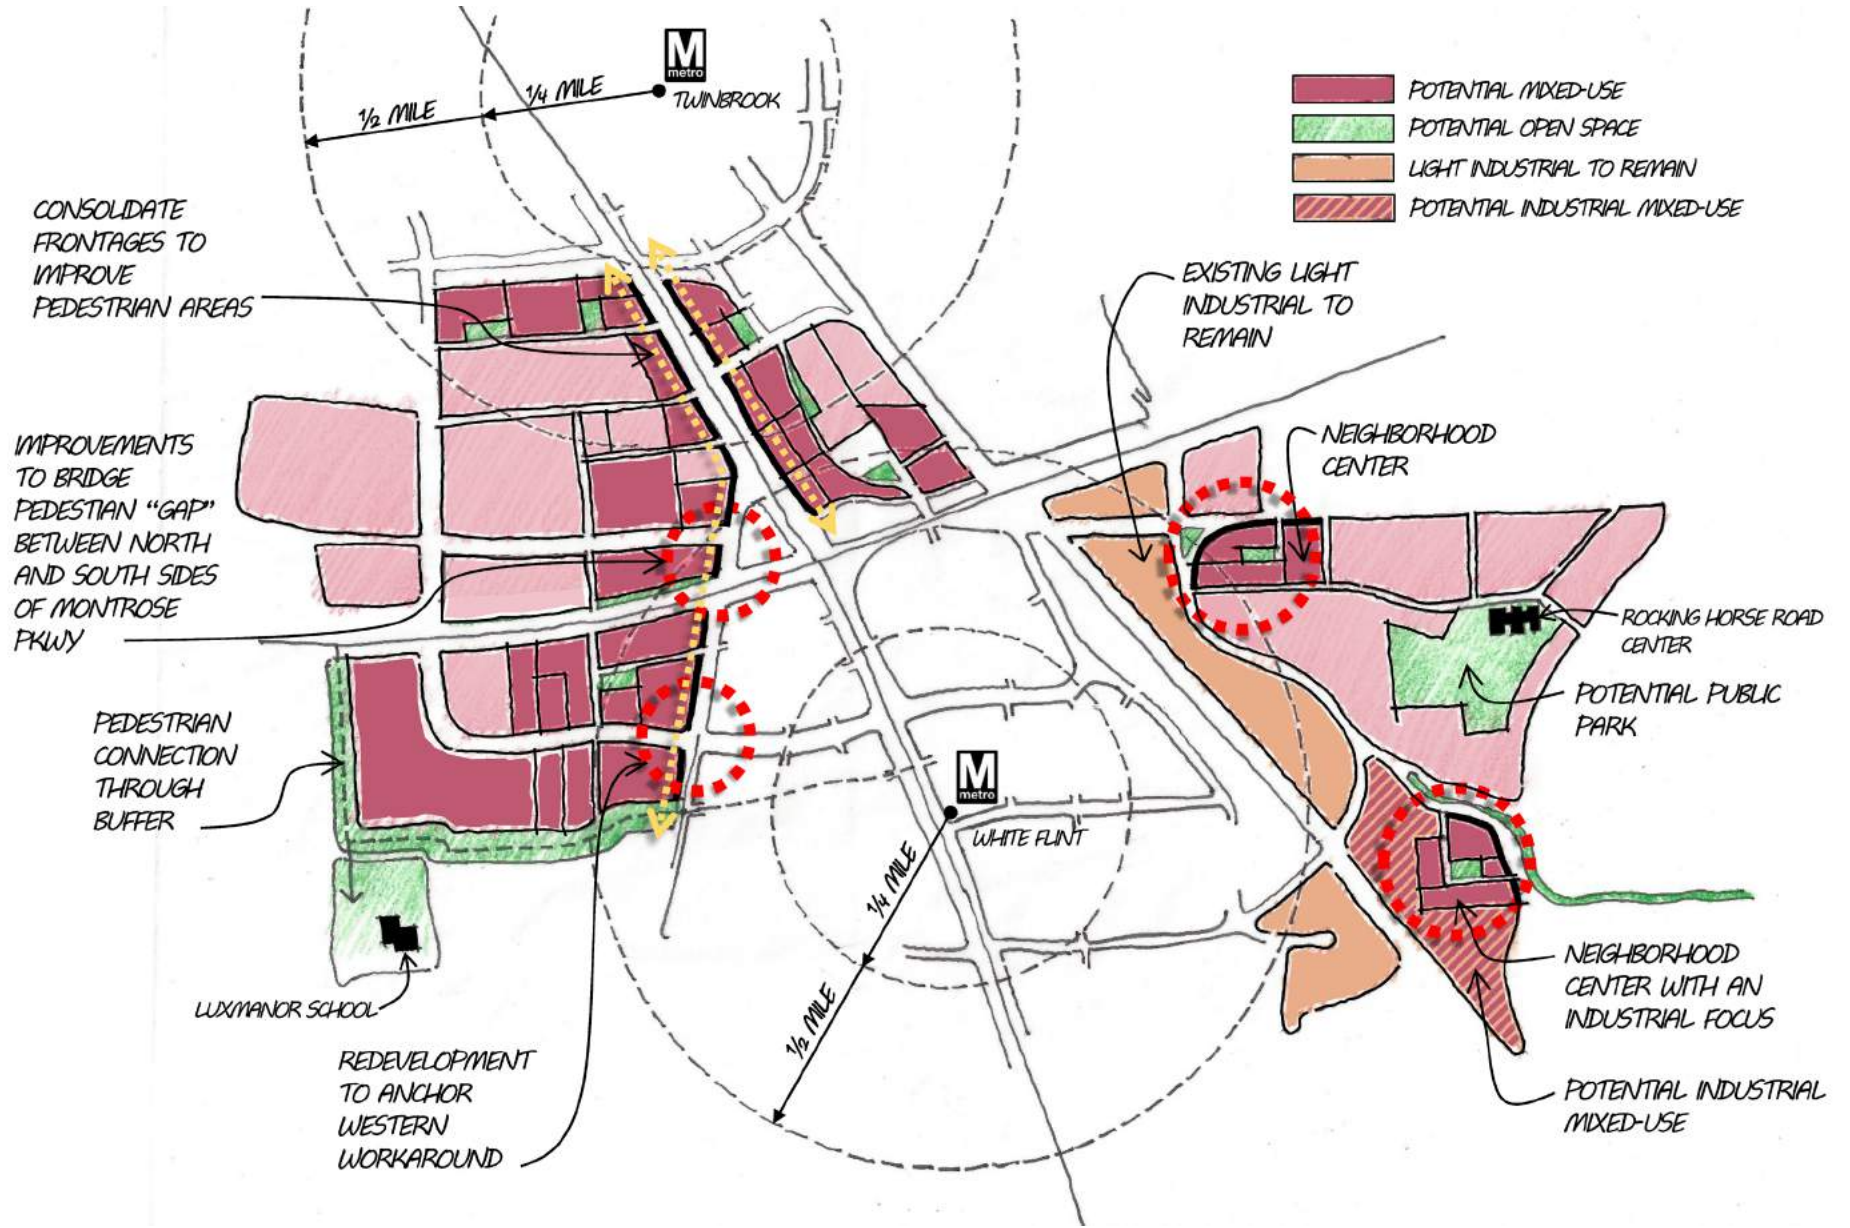 M
metro
TWINBROOK
1/4 MILE
1/2 MILE
POTENTIAL MIXED-USE
POTENTIAL OPEN SPACE
LIGHT INDUSTRIAL TO REMAIN
POTENTIAL INDUSTRIAL MIXED-USE
CONSOLIDATE
FRONTAGES TO
IMPROVE
PEDESTRIAN AREAS
EXISTING LIGHT
INDUSTRIAL TO
REMAIN
IMPROVEMENTS
TO BRIDGE
PEDESTIAN "GAP"
BETWEEN NORTH
AND SOUTH SIDES
OF MONTROSE
PKWY
NEIGHBORHOOD
CENTER
ROCKING HORSE ROAD
CENTER
POTENTIAL PUBLIC
PARK
PEDESTRIAN
CONNECTION
THROUGH
BUFFER
M
metro
WHITE FLINT
1/4 MILE
1/2 MILE
LUXMANOR SCHOOL
NEIGHBORHOOD
CENTER WITH AN
INDUSTRIAL FOCUS
REDEVELOPMENT
TO ANCHOR
WESTERN
WORKAROUND
POTENTIAL INDUSTRIAL
MIXED-USE